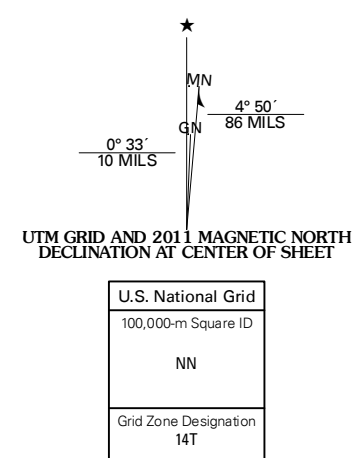 ★
MN
4° 50´
86 MILS
GN
0° 33´
10 MILS
UTM GRID AND 2011 MAGNETIC NORTH
DECLINATION AT CENTER OF SHEET
U.S. National Grid
100,000-m Square ID
NN
Grid Zone Designation
14T